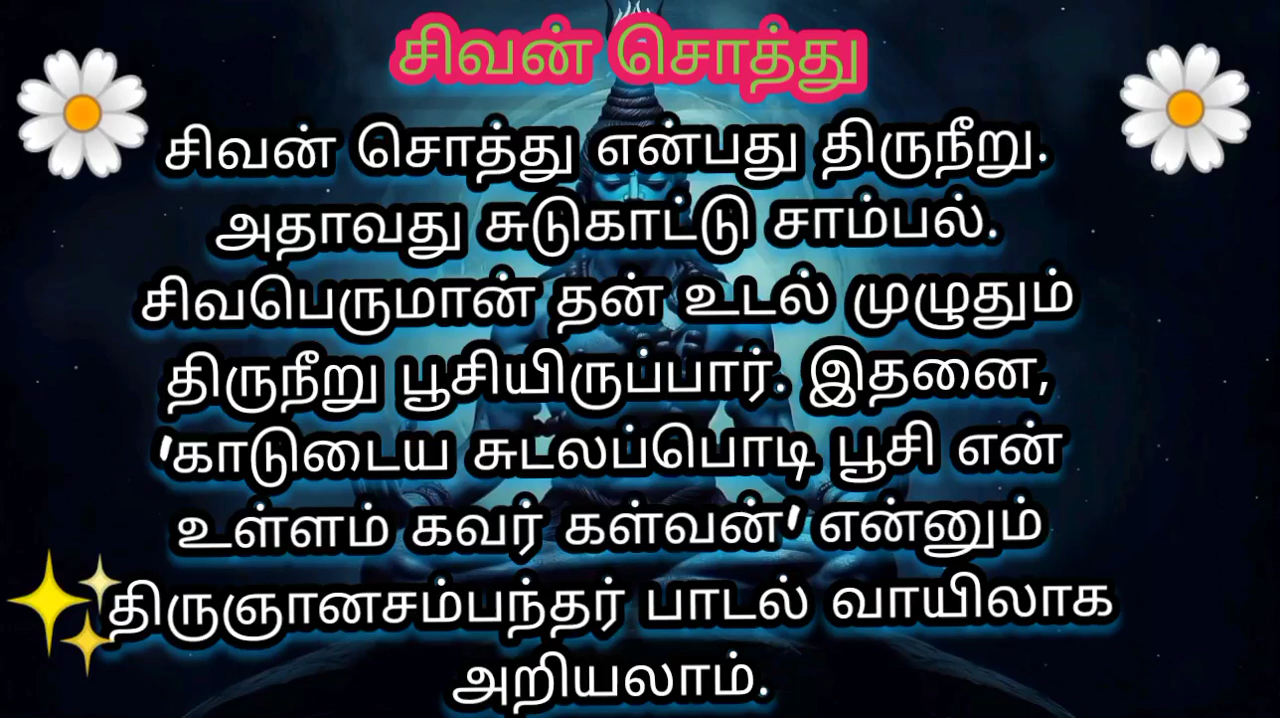 சிவன் சொத்து
சிவன் சொத்து என்பது திருநீறு.
அதாவது சுடுகாட்டு சாம்பல்.
சிவபெருமான் தன் உடல் முழுதும்
திருநீறு பூசியிருப்பார். இதனை,
'காடுடைய சுடலப்பொடி பூசி என்
உள்ளம் கவர் கள்வன்' என்னும்
திருஞானசம்பந்தர் பாடல் வாயிலாக
அறியலாம்.